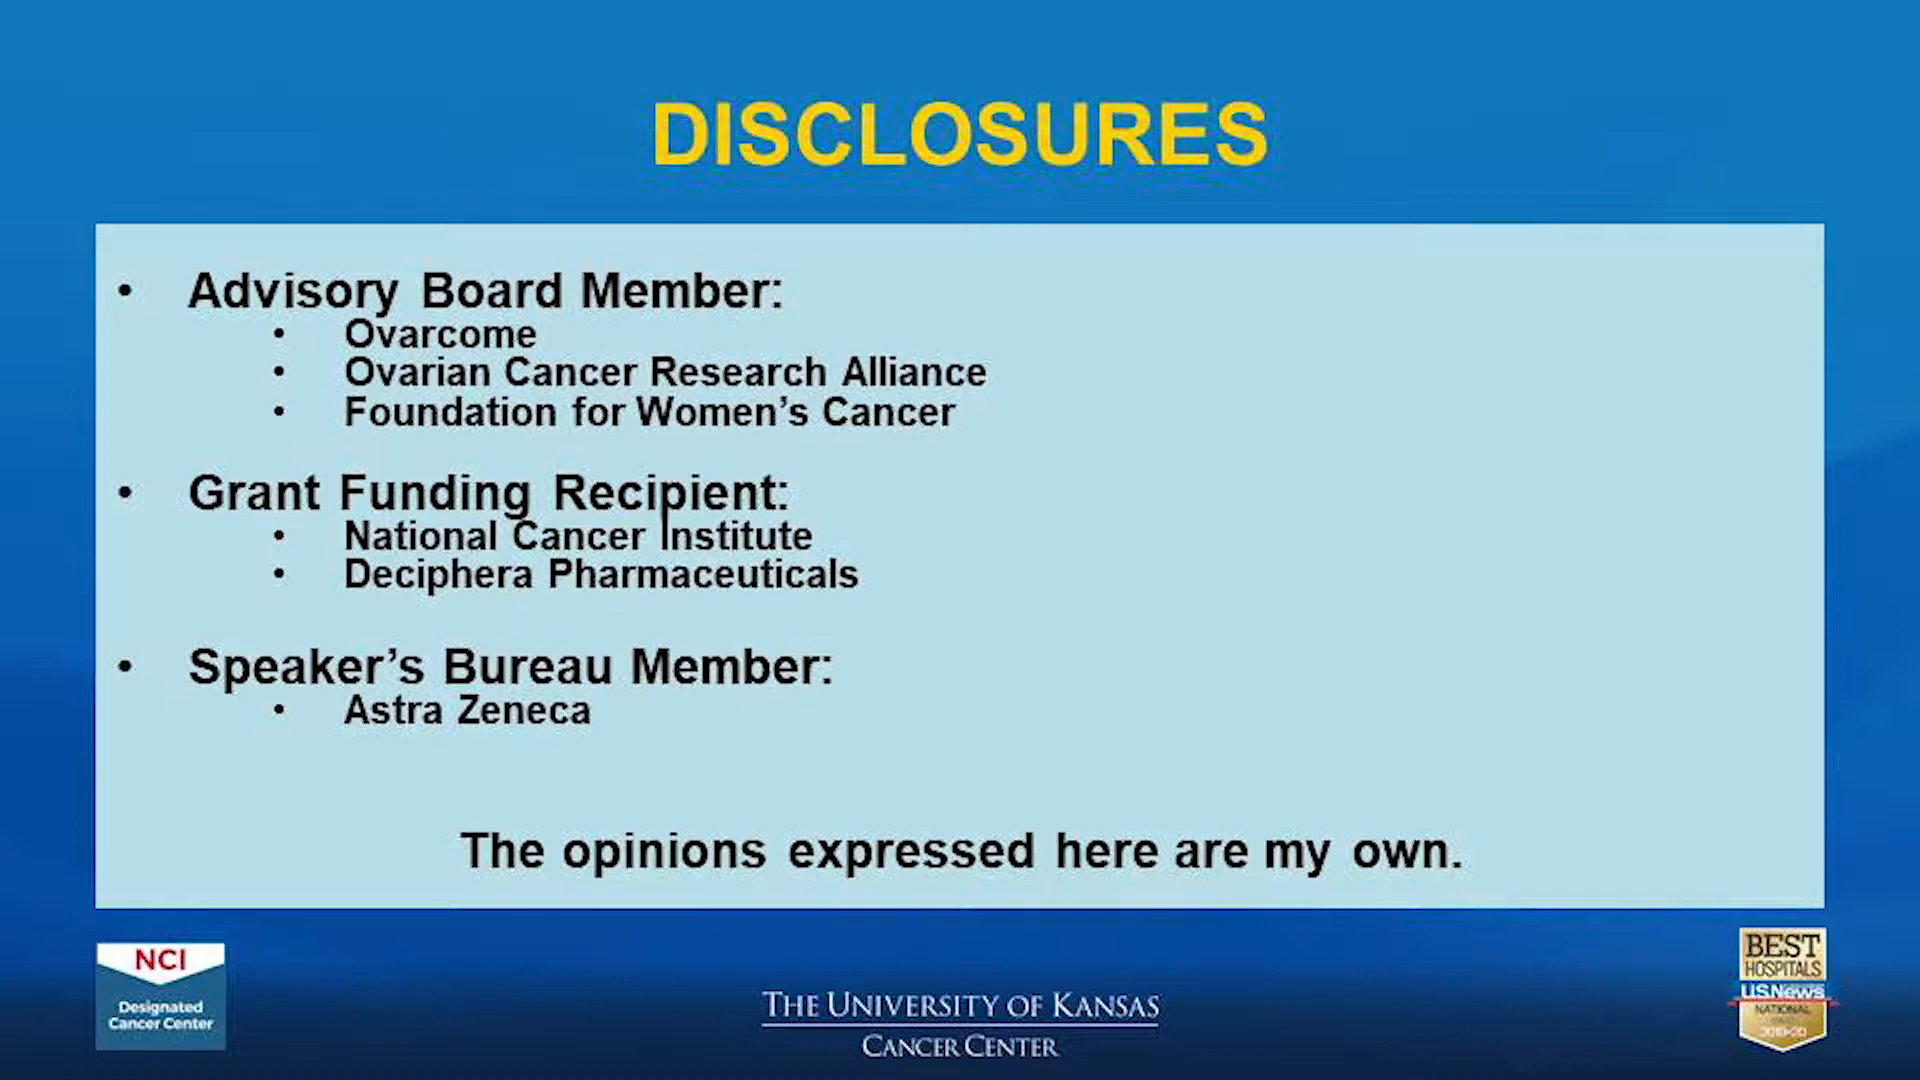 DISCLOSURES
• Advisory Board Member:
• Ovarcome
• Ovarian Cancer Research Alliance
• Foundation for Women’s Cancer
• Grant Funding Recipient:
• National Cancer Institute
• Deciphera Pharmaceuticals
• Speaker’s Bureau Member:
• Astra Zeneca
The opinions expressed here are my own.
NCI
Designated
Cancer Center
THE UNIVERSITY OF KANSAS
CANCER CENTER
BEST
HOSPITALS
U.S.News
NATIONAL